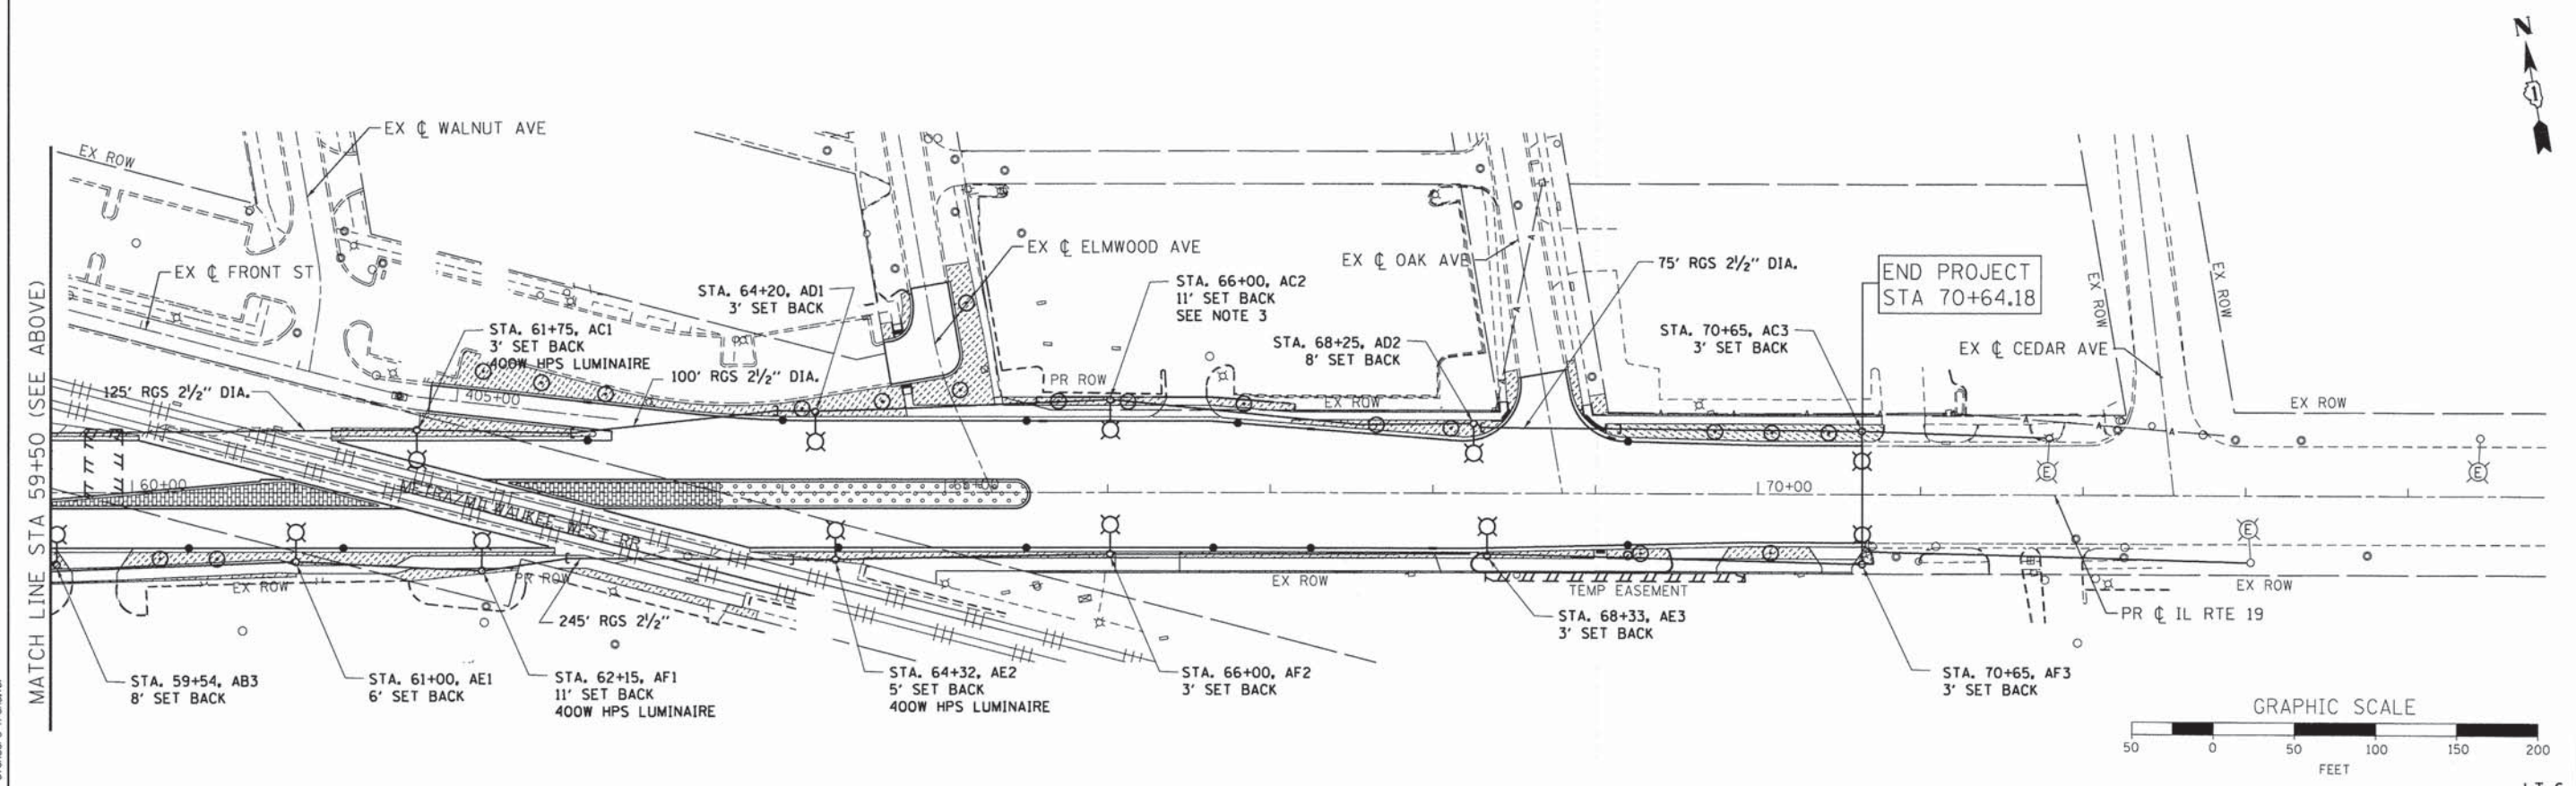 N
1
EX ℄ WALNUT AVE
EX ROW
EX ℄ FRONT ST
EX ℄ ELMWOOD AVE
EX ℄ OAK AVE
75' RGS 2½" DIA.
END PROJECT
STA 70+64.18
EX ROW
EX ROW
STA. 64+20, AD1
3' SET BACK
STA. 66+00, AC2
11' SET BACK
SEE NOTE 3
STA. 61+75, AC1
3' SET BACK
400W HPS LUMINAIRE
STA. 68+25, AD2
8' SET BACK
STA. 70+65, AC3
3' SET BACK
EX ℄ CEDAR AVE
MATCH LINE STA 59+50 (SEE ABOVE)
125' RGS 2½" DIA.
405+00
100' RGS 2½" DIA.
PR ROW
EX ROW
EX ROW
A
A
A
A
A
E
E
60+00
METRA/MILWAUKEE WEST RR
65+00
70+00
E
EX ROW
PR ROW
EX ROW
TEMP EASEMENT
EX ROW
245' RGS 2½"
STA. 68+33, AE3
3' SET BACK
PR ℄ IL RTE 19
STA. 59+54, AB3
8' SET BACK
STA. 61+00, AE1
6' SET BACK
STA. 62+15, AF1
11' SET BACK
400W HPS LUMINAIRE
STA. 64+32, AE2
5' SET BACK
400W HPS LUMINAIRE
STA. 66+00, AF2
3' SET BACK
STA. 70+65, AF3
3' SET BACK
GRAPHIC SCALE
50 0 50 100 150 200
FEET